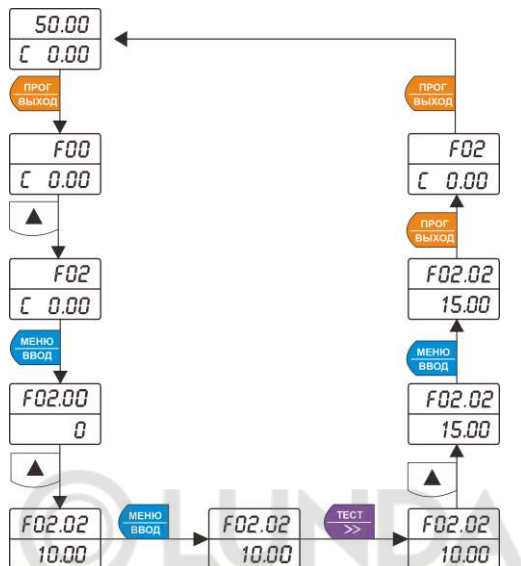 50.00
C 0.00
ПРОГ
ВЫХОД
F00
C 0.00
F02
C 0.00
МЕНЮ
ВВОД
F02.00
0
F02.02
10.00
МЕНЮ
ВВОД
F02.02
10.00
ТЕСТ
>>
F02.02
10.00
F02.02
15.00
МЕНЮ
ВВОД
F02.02
15.00
ПРОГ
ВЫХОД
F02
C 0.00
ПРОГ
ВЫХОД
LUNDA